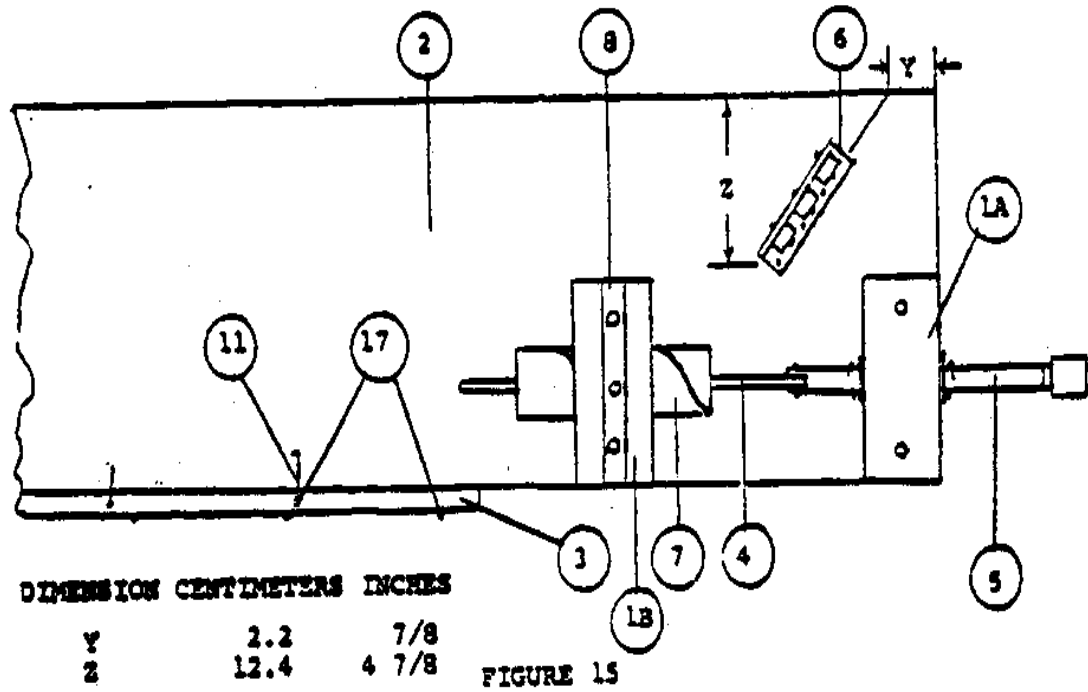 2
8
6
Y
Z
1A
11
17
3
1B
7
4
5
DIMENSION CENTIMETERS INCHES
Y 2.2 7/8
Z 12.4 4 7/8
FIGURE 15